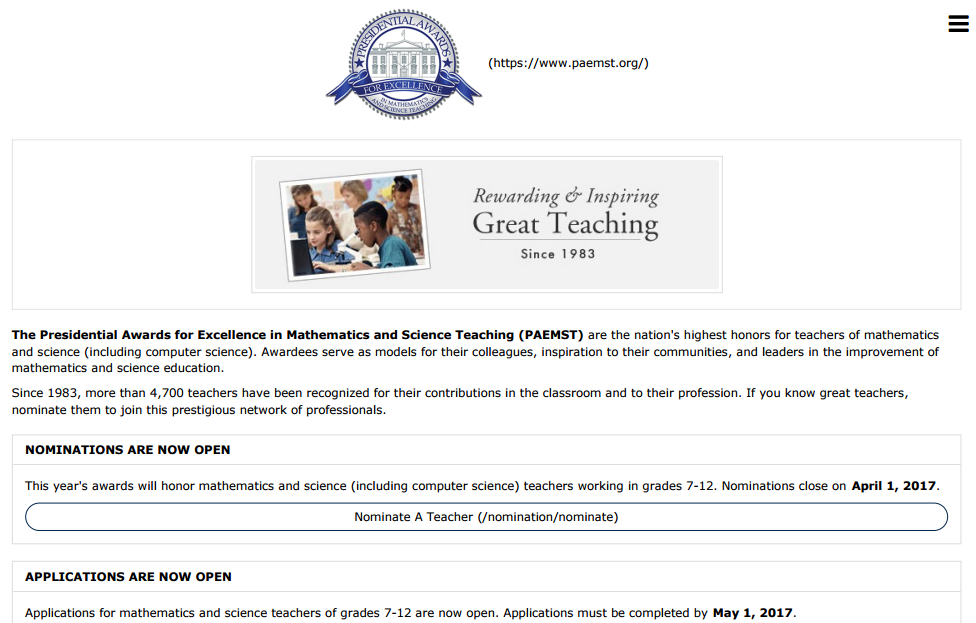 PRESIDENTIAL AWARDS
FOR EXCELLENCE
IN MATHEMATICS
AND SCIENCE TEACHING
(https://www.paemst.org/)
Rewarding & Inspiring
Great Teaching
Since 1983
The Presidential Awards for Excellence in Mathematics and Science Teaching (PAEMST) are the nation's highest honors for teachers of mathematics
and science (including computer science). Awardees serve as models for their colleagues, inspiration to their communities, and leaders in the improvement of
mathematics and science education.
Since 1983, more than 4,700 teachers have been recognized for their contributions in the classroom and to their profession. If you know great teachers,
nominate them to join this prestigious network of professionals.
NOMINATIONS ARE NOW OPEN
This year's awards will honor mathematics and science (including computer science) teachers working in grades 7-12. Nominations close on April 1, 2017.
Nominate A Teacher (/nomination/nominate)
APPLICATIONS ARE NOW OPEN
Applications for mathematics and science teachers of grades 7-12 are now open. Applications must be completed by May 1, 2017.